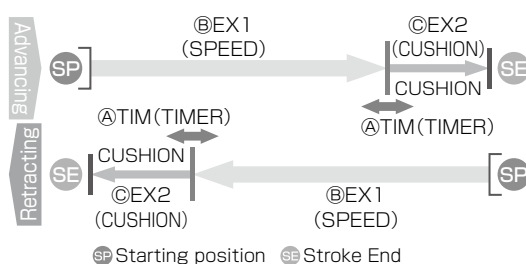 Advancing
ⒷEX1
(SPEED)
ⒸEX2
(CUSHION)
SP
SE
CUSHION
ⒶTIM(TIMER)
ⒶTIM(TIMER)
Retracting
CUSHION
SE
SP
ⒸEX2
(CUSHION)
ⒷEX1
(SPEED)
SP Starting position SE Stroke End